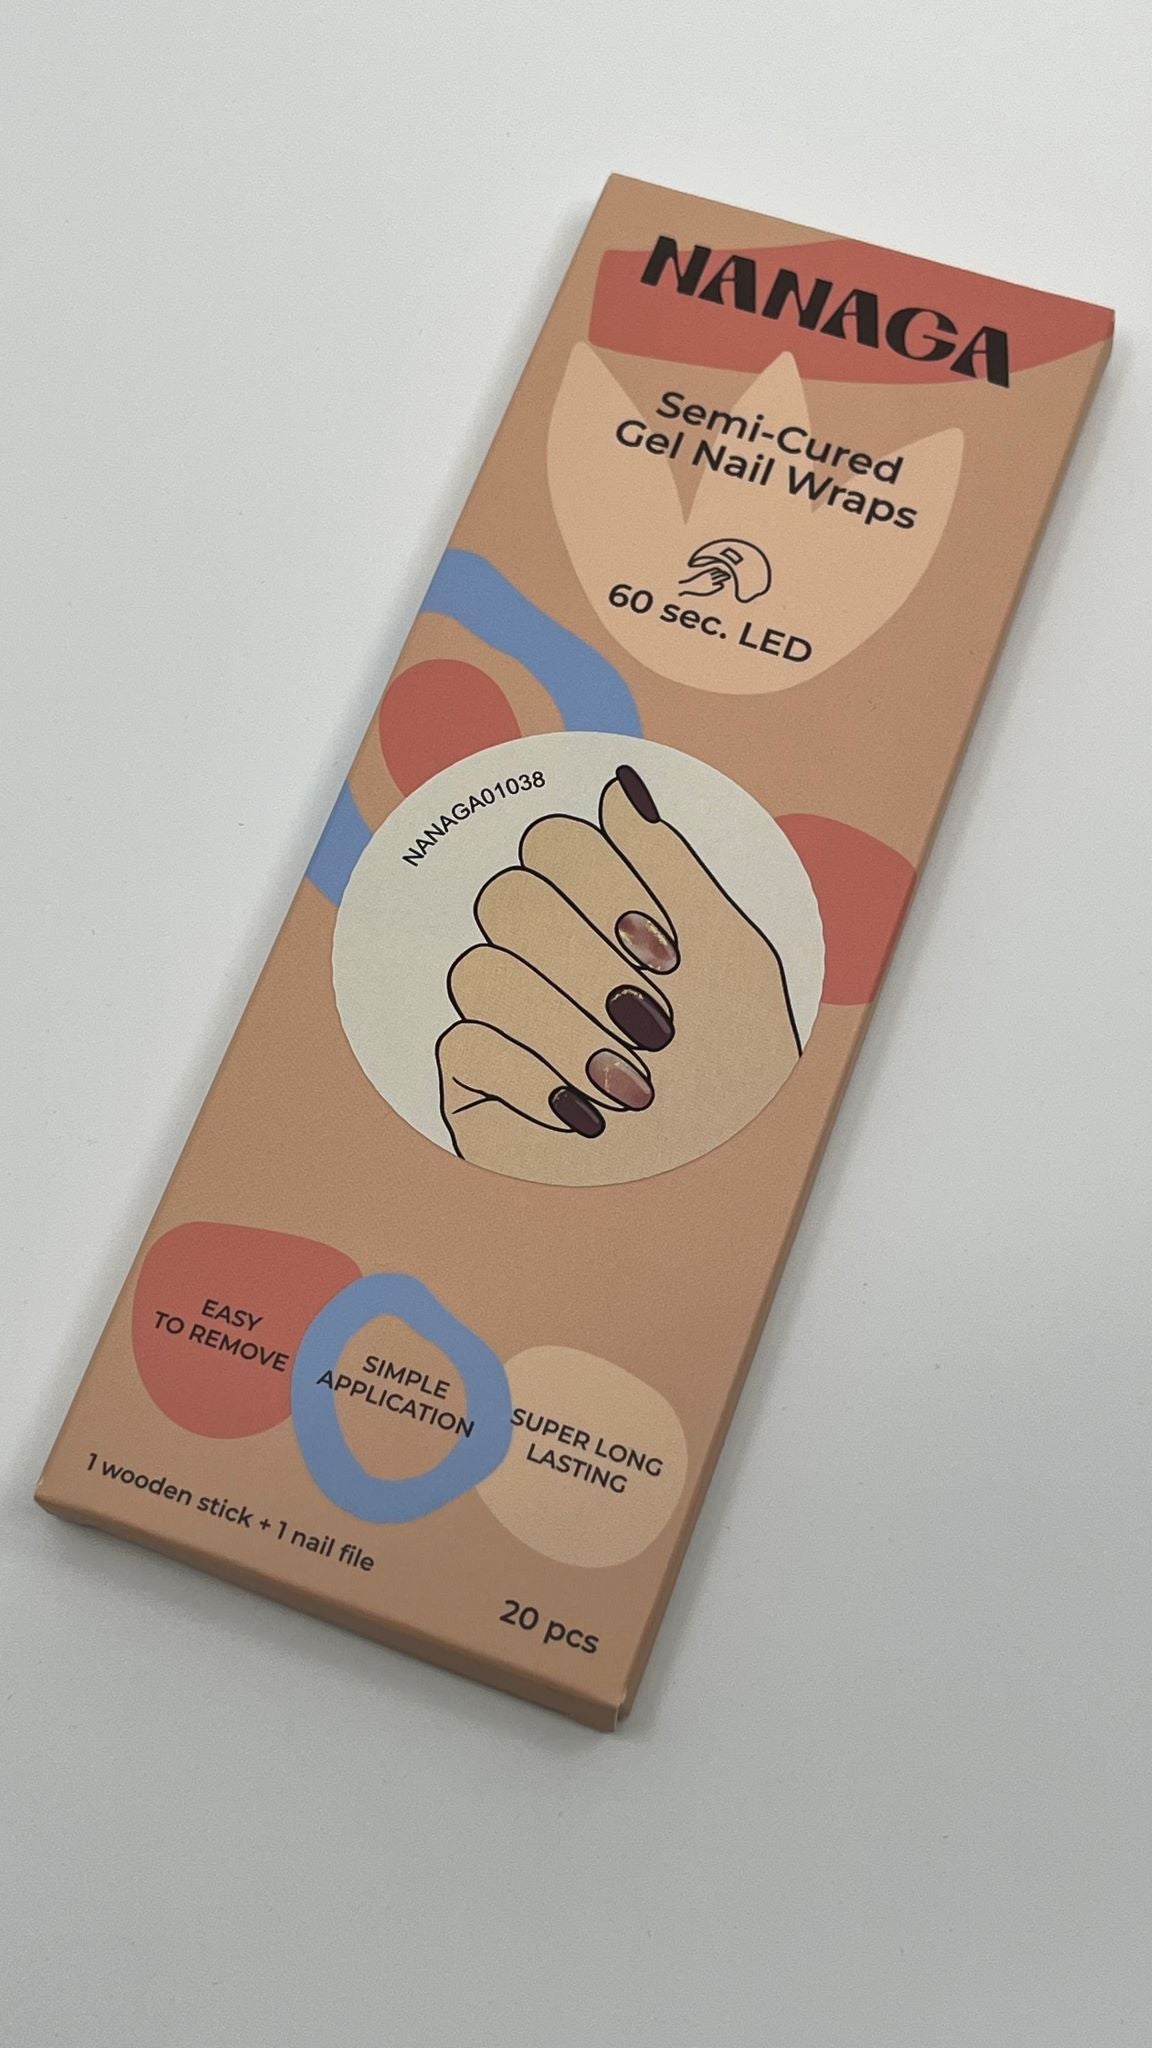 NANAGA
Semi-Cured
Gel Nail Wraps
60 sec. LED
NANAGA01038
EASY
TO REMOVE
SIMPLE
APPLICATION
SUPER LONG
LASTING
1 wooden stick + 1 nail file
20 pcs